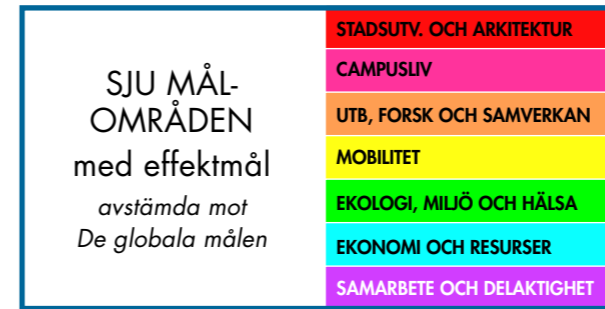 SJU MÅL-
OMRÅDEN
med effektmål
avstämda mot
De globala målen
STADSUTV. OCH ARKITEKTUR
CAMPUSLIV
UTB, FORSK OCH SAMVERKAN
MOBILITET
EKOLOGI, MILJÖ OCH HÄLSA
EKONOMI OCH RESURSER
SAMARBETE OCH DELAKTIGHET